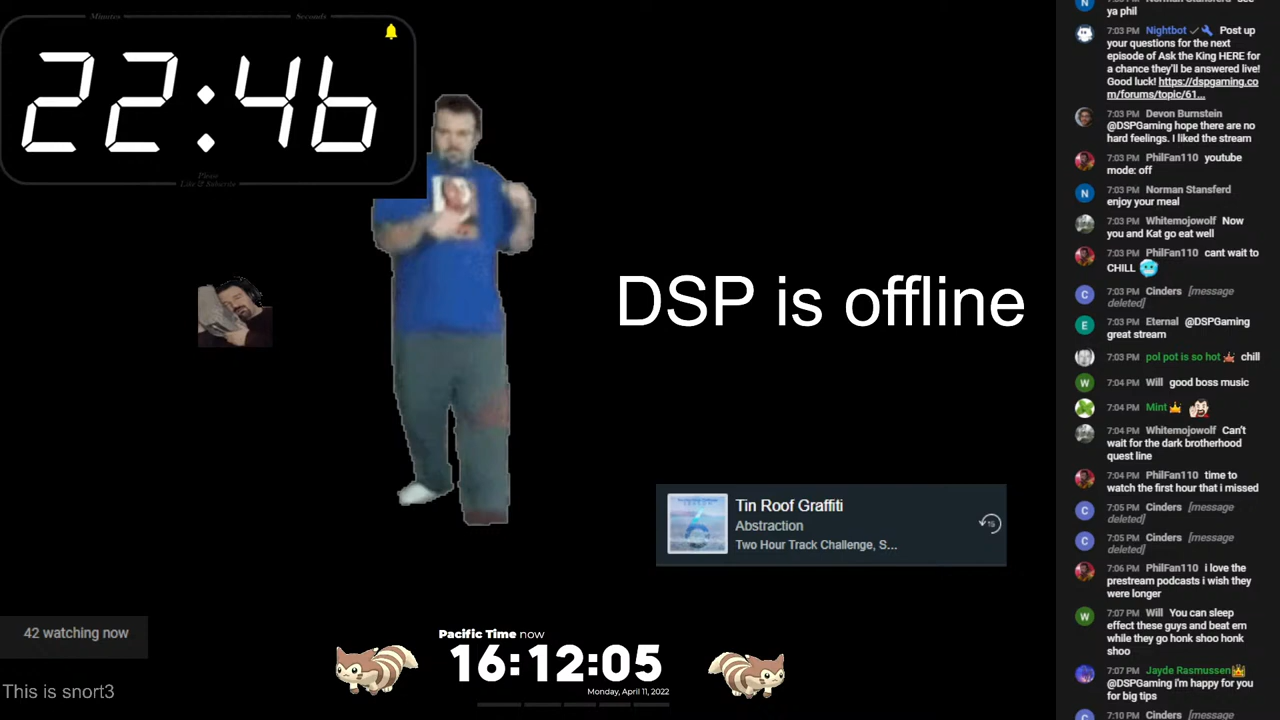 Minutes
Seconds
22:46
Please
Like & Subscribe
DSP is offline
Tin Roof Graffiti
Abstraction
Two Hour Track Challenge, S...
15
42 watching now
This is snort3
Pacific Time now
16:12:05
Monday, April 11, 2022
ya phil
7:03 PM Nightbot Post up
your questions for the next
episode of Ask the King HERE for
a chance they'll be answered live!
Good luck! https://dspgaming.co
m/forums/topic/61...
7:03 PM Devon Burnstein
@DSPGaming hope there are no
hard feelings. I liked the stream
7:03 PM PhilFan110 youtube
mode: off
7:03 PM Norman Stansferd
enjoy your meal
7:03 PM Whitemojowolf Now
you and Kat go eat well
7:03 PM PhilFan110 cant wait to
CHILL
7:03 PM Cinders [message
deleted]
7:03 PM Eternal @DSPGaming
great stream
7:03 PM pol pot is so hot chill
7:04 PM Will good boss music
7:04 PM Mint
7:04 PM Whitemojowolf Can't
wait for the dark brotherhood
quest line
7:04 PM PhilFan110 time to
watch the first hour that i missed
7:05 PM Cinders [message
deleted]
7:05 PM Cinders [message
deleted]
7:06 PM PhilFan110 i love the
prestream podcasts i wish they
were longer
7:07 PM Will You can sleep
effect these guys and beat em
while they go honk shoo honk
shoo
7:07 PM Jayde Rasmussen
@DSPGaming i'm happy for you
for big tips
7:10 PM Cinders [message